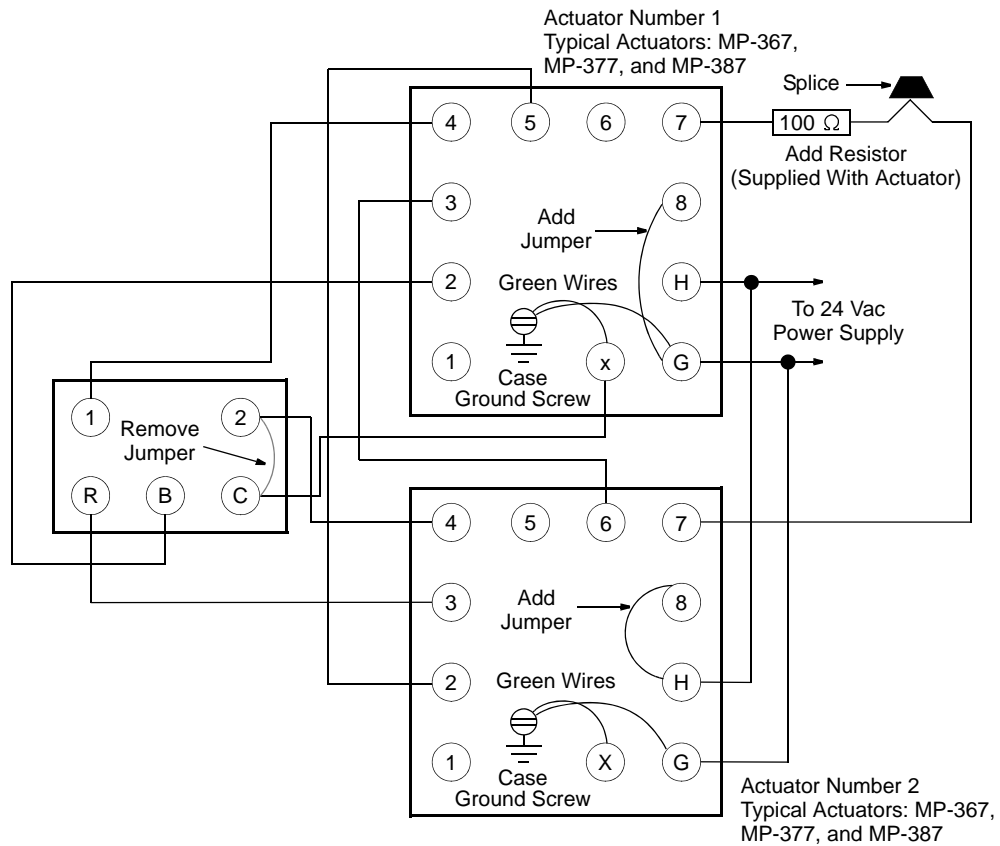 Actuator Number 1
Typical Actuators: MP-367,
MP-377, and MP-387
Splice
4 5 6 7
100 Ω
Add Resistor
(Supplied With Actuator)
3
8
Add
Jumper
2
Green Wires
H
To 24 Vac
Power Supply
1
Case
Ground Screw
x
G
1
2
Remove
Jumper
R B C
4 5 6 7
3
Add
Jumper
8
2
Green Wires
H
1
Case
Ground Screw
X
G
Actuator Number 2
Typical Actuators: MP-367,
MP-377, and MP-387